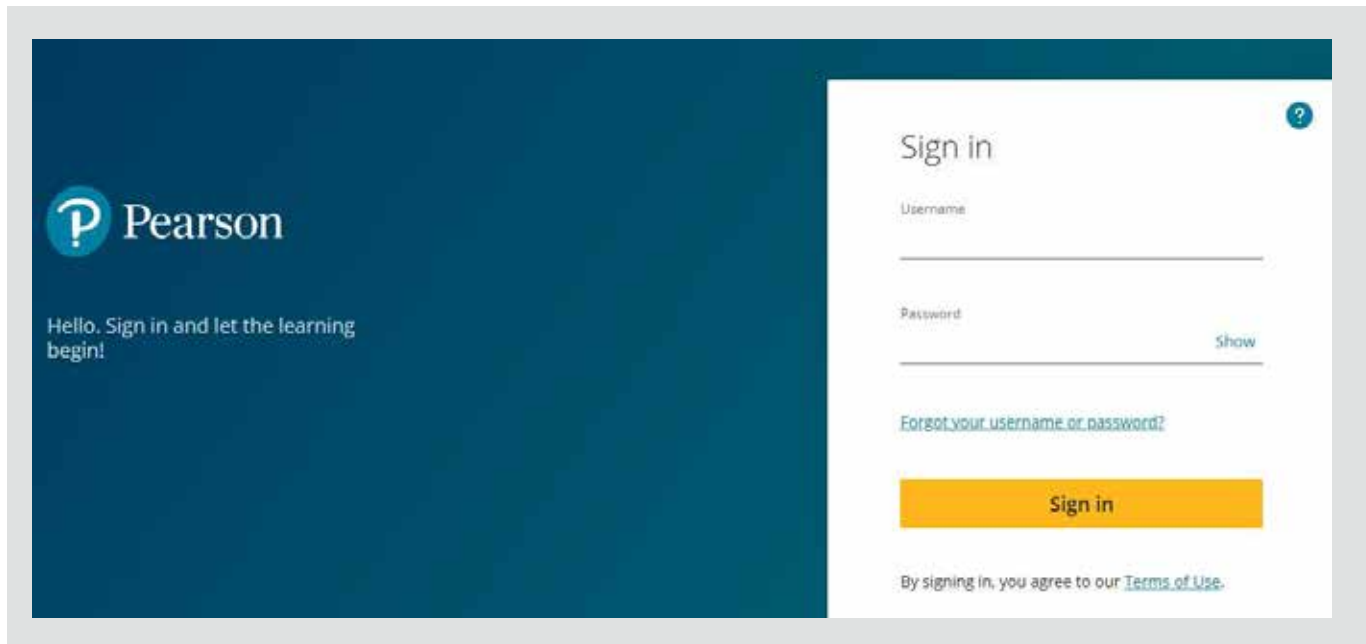 Pearson
Hello. Sign in and let the learning
begin!
?
Sign in
Username
Password
Show
Forgot your username or password?
Sign in
By signing in, you agree to our Terms of Use.